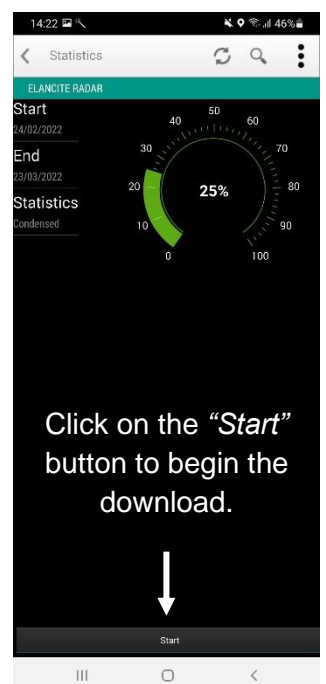 14:22 46%
Statistics
ELANCITE RADAR
Start
24/02/2022
End
23/03/2022
Statistics
Condensed
0
10
20
30
40
50
60
70
80
90
100
25%
Click on the “Start”
button to begin the
download.
Start